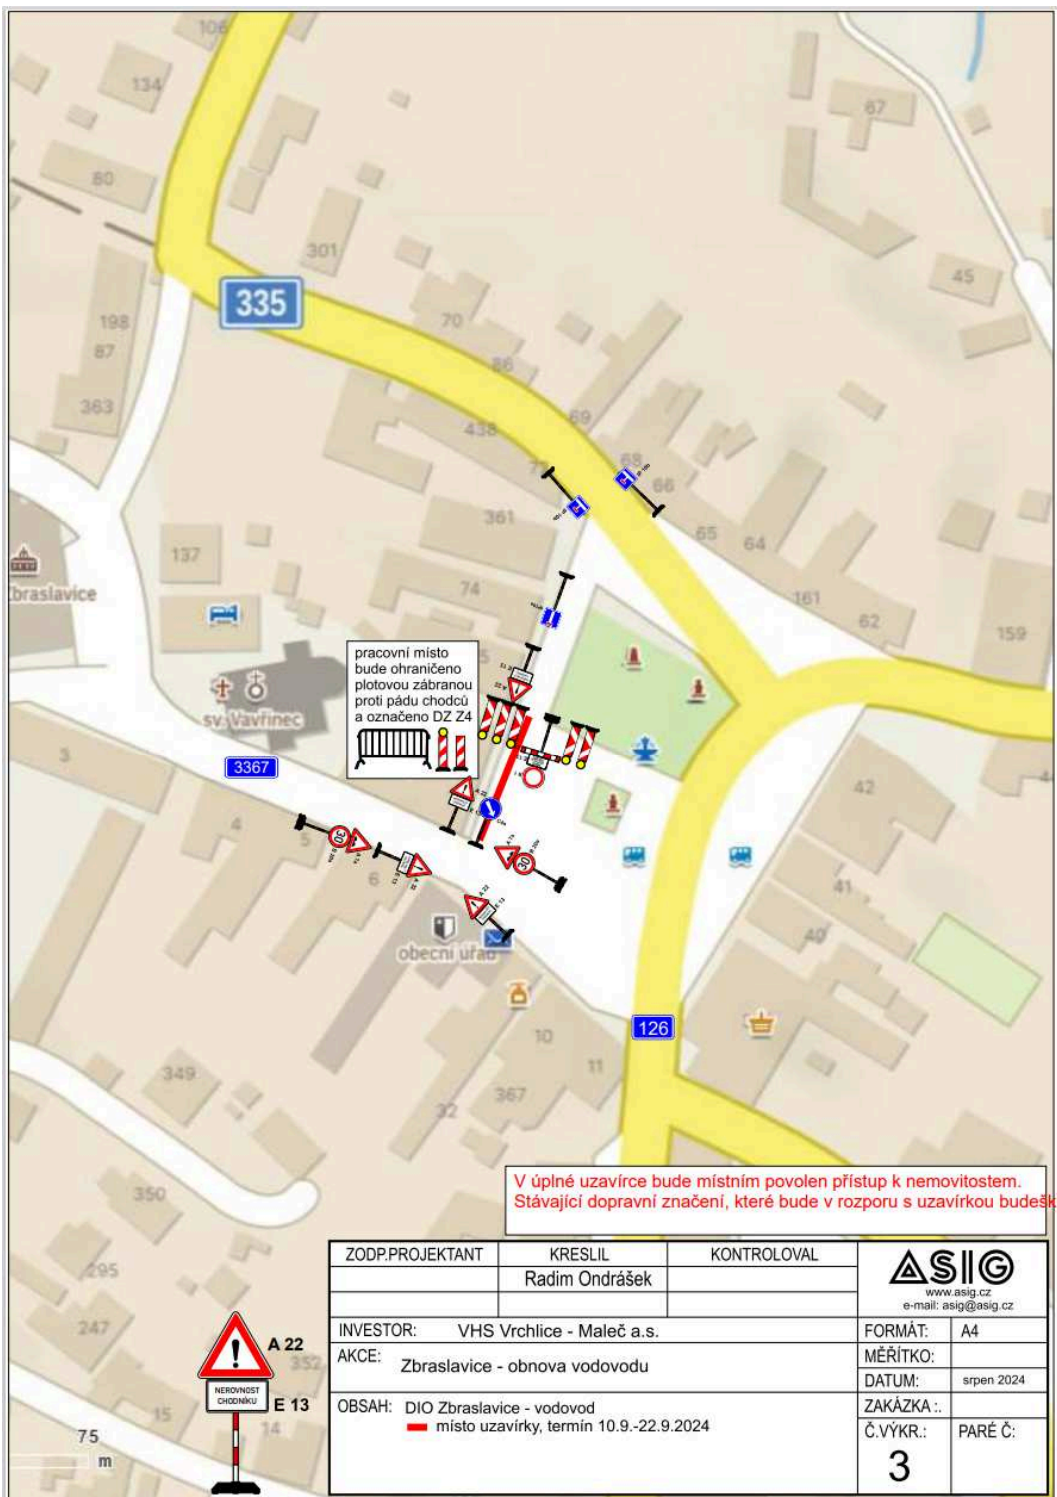 106
134
67
80
301
335
45
198
87
363
70
86
69
438
72
68
66
361
65
64
137
74
161
62
159
Zbraslavice
pracovní místo
bude ohraničeno
plotovou zábranou
proti pádu chodců
a označeno DZ Z4
sv. Vavřinec
3
3367
42
4
5
30
30
6
41
40
obecní úřad
10
126
11
349
367
32
350
V úplné uzavírce bude místním povolen přístup k nemovitostem.
Stávající dopravní značení, které bude v rozporu s uzavírkou budešk
295
247
352
15
14
A 22
NEROVNOST
CHODNÍKU
E 13
75
m
ZODP.PROJEKTANT KRESLIL KONTROLOVAL
Radim Ondrášek
ASIG
www.asig.cz
e-mail: asig@asig.cz
INVESTOR: VHS Vrchlice - Maleč a.s.
FORMÁT: A4
AKCE: Zbraslavice - obnova vodovodu
MĚŘÍTKO:
DATUM: srpen 2024
OBSAH: DIO Zbraslavice - vodovod
místo uzavírky, termín 10.9.-22.9.2024
ZAKÁZKA :.
Č.VÝKR.: PARÉ Č:
3